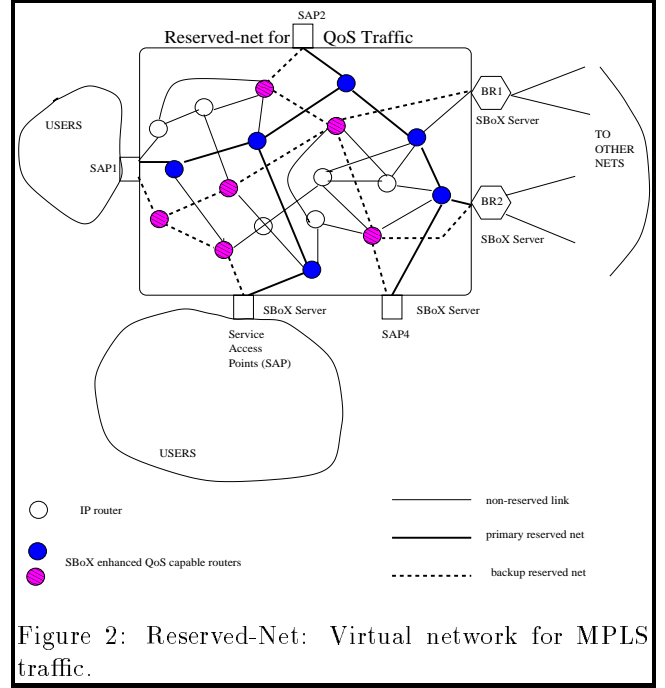 SAP2
Reserved-net for QoS Traffic
BR1
USERS
SBoX Server
TO
OTHER
NETS
SAP1
BR2
SBoX Server
SBoX Server
SBoX Server
Service
Access
Points (SAP)
SAP4
USERS
IP router
non-reserved link
primary reserved net
SBoX enhanced QoS capable routers
backup reserved net
Figure 2: Reserved-Net: Virtual network for MPLS
traffic.